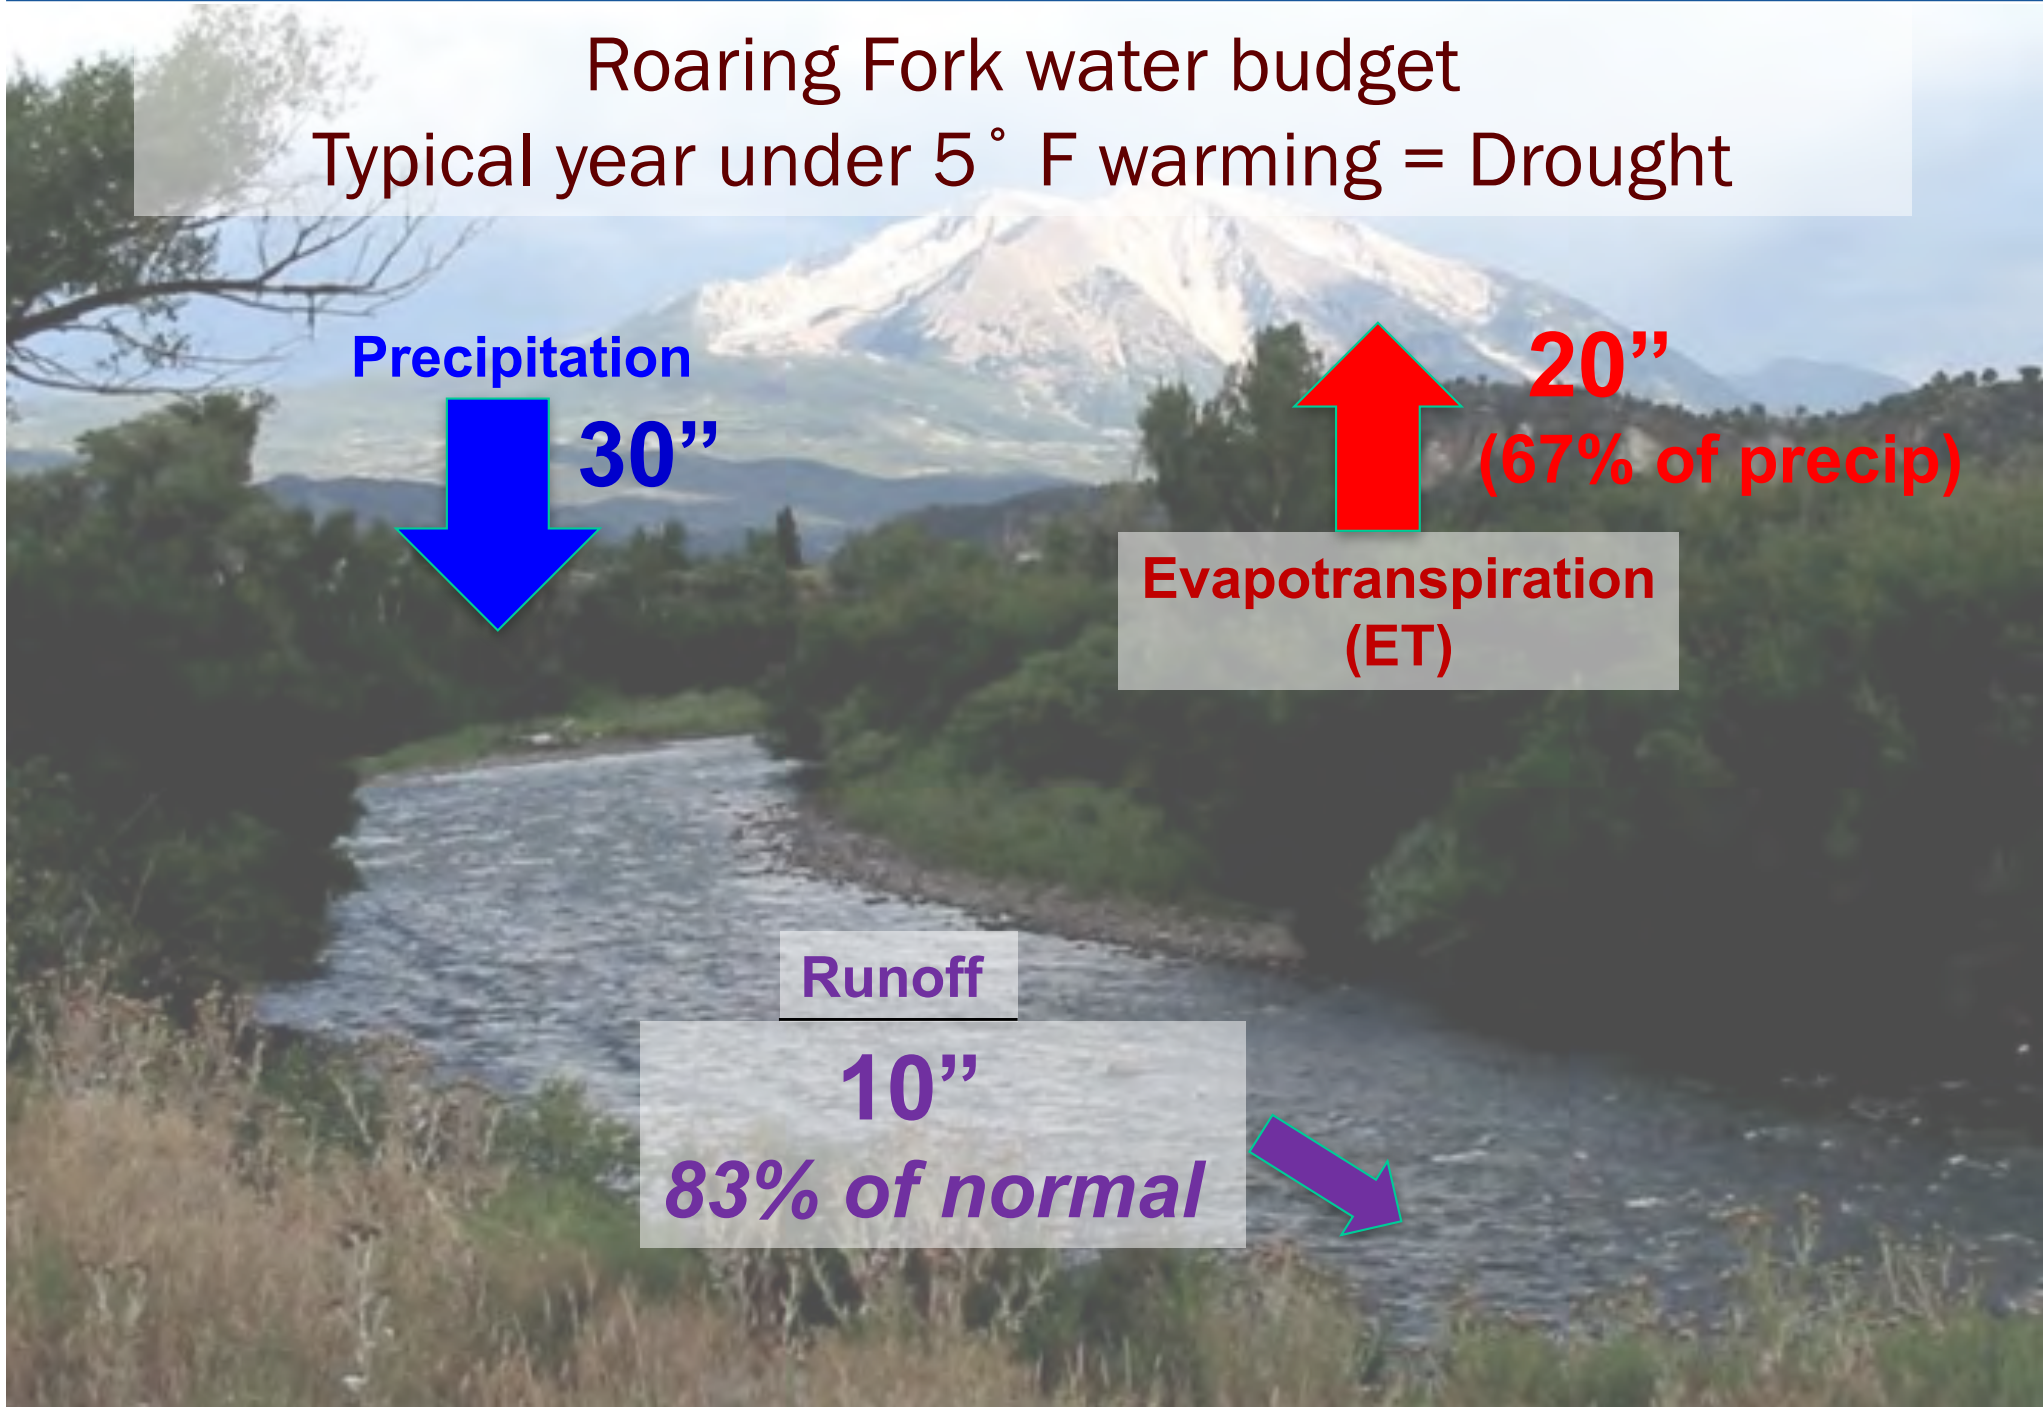 Roaring Fork water budget
Typical year under 5˚ F warming = Drought
Precipitation
30”
20”
(67% of precip)
Evapotranspiration
(ET)
Runoff
10”
83% of normal